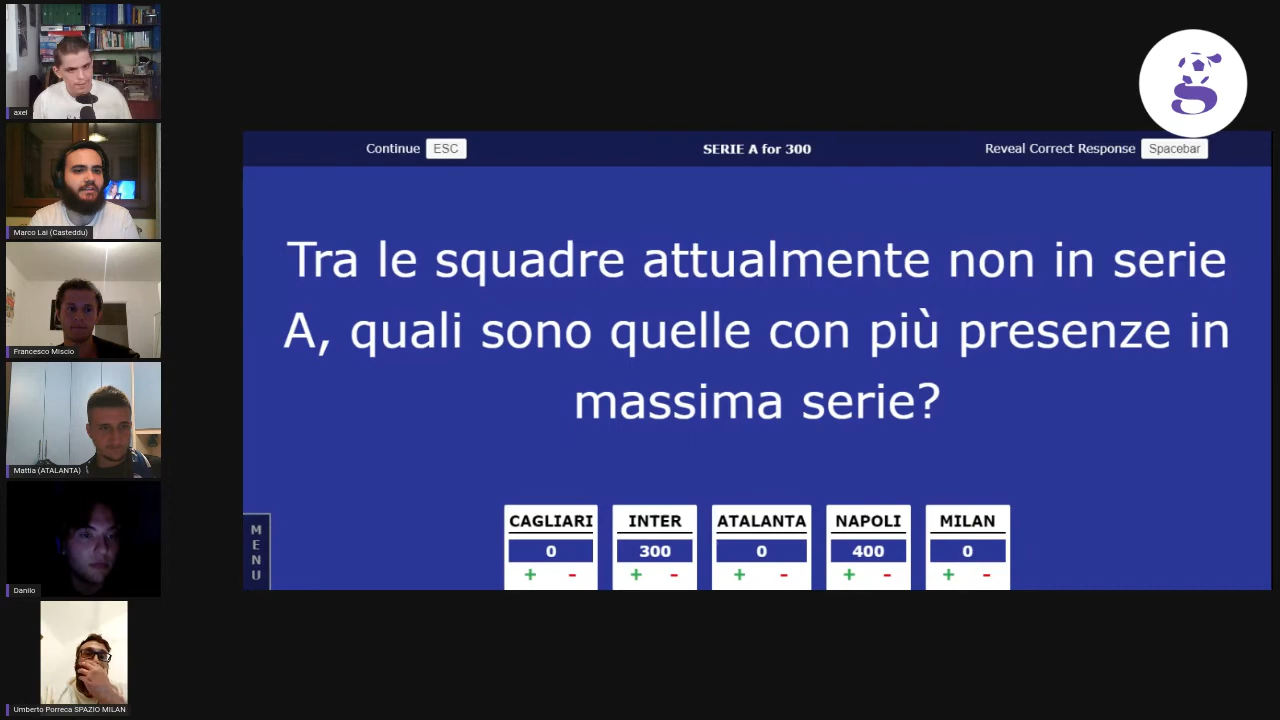 axel
Marco Lai (Casteddu)
Francesco Miscio
Mattia (ATALANTA)
Danilo
Umberto Porreca SPAZIO MILAN
Continue ESC
SERIE A for 300
Reveal Correct Response Spacebar
Tra le squadre attualmente non in serie
A, quali sono quelle con più presenze in
massima serie?
MENU
CAGLIARI INTER ATALANTA NAPOLI MILAN
0 300 0 400 0
+ - + - + - + - + -
g